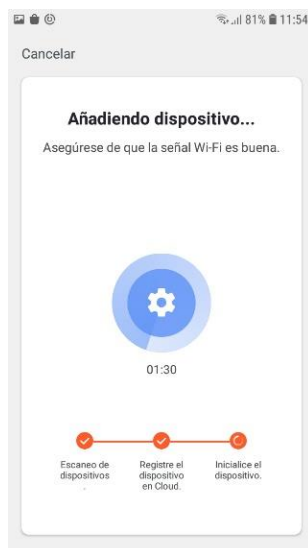 81% 11:54
Cancelar
Añadiendo dispositivo...
Asegúrese de que la señal Wi-Fi es buena.
01:30
Escaneo de
dispositivos
.
Registre el
dispositivo
en Cloud.
Inicialice el
dispositivo.